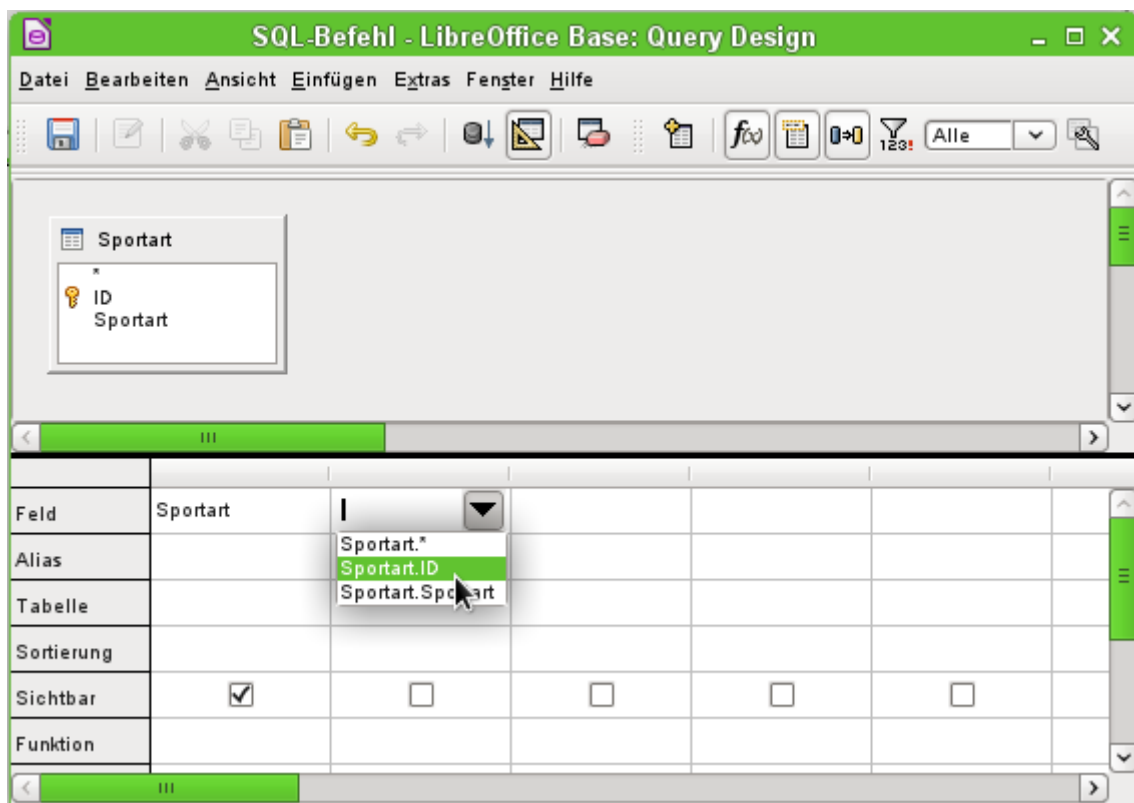 SQL-Befehl - LibreOffice Base: Query Design
Datei Bearbeiten Ansicht Einfügen Extras Fenster Hilfe
f(x) 123! Alle
Sportart
*
ID
Sportart
Feld Sportart
Sportart.*
Alias
Sportart.ID
Sportart.Sportart
Tabelle
Sortierung
Sichtbar
Funktion